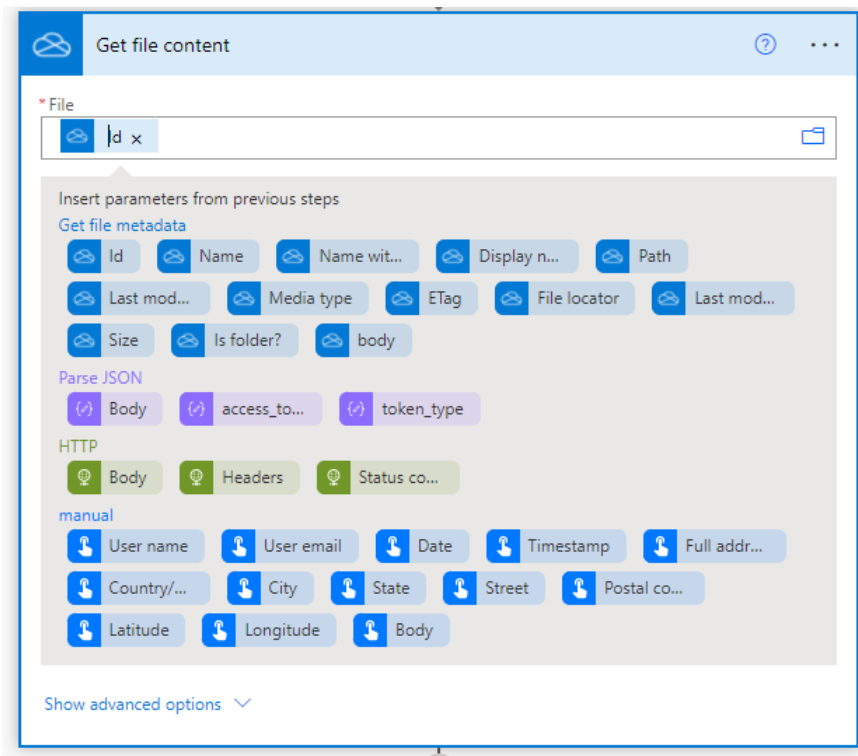 Get file content
* File
Id ×
Insert parameters from previous steps
Get file metadata
Id Name Name wit... Display n... Path
Last mod... Media type ETag File locator Last mod...
Size Is folder? body
Parse JSON
Body access_to... token_type
HTTP
Body Headers Status co...
manual
User name User email Date Timestamp Full addr...
Country/... City State Street Postal co...
Latitude Longitude Body
Show advanced options